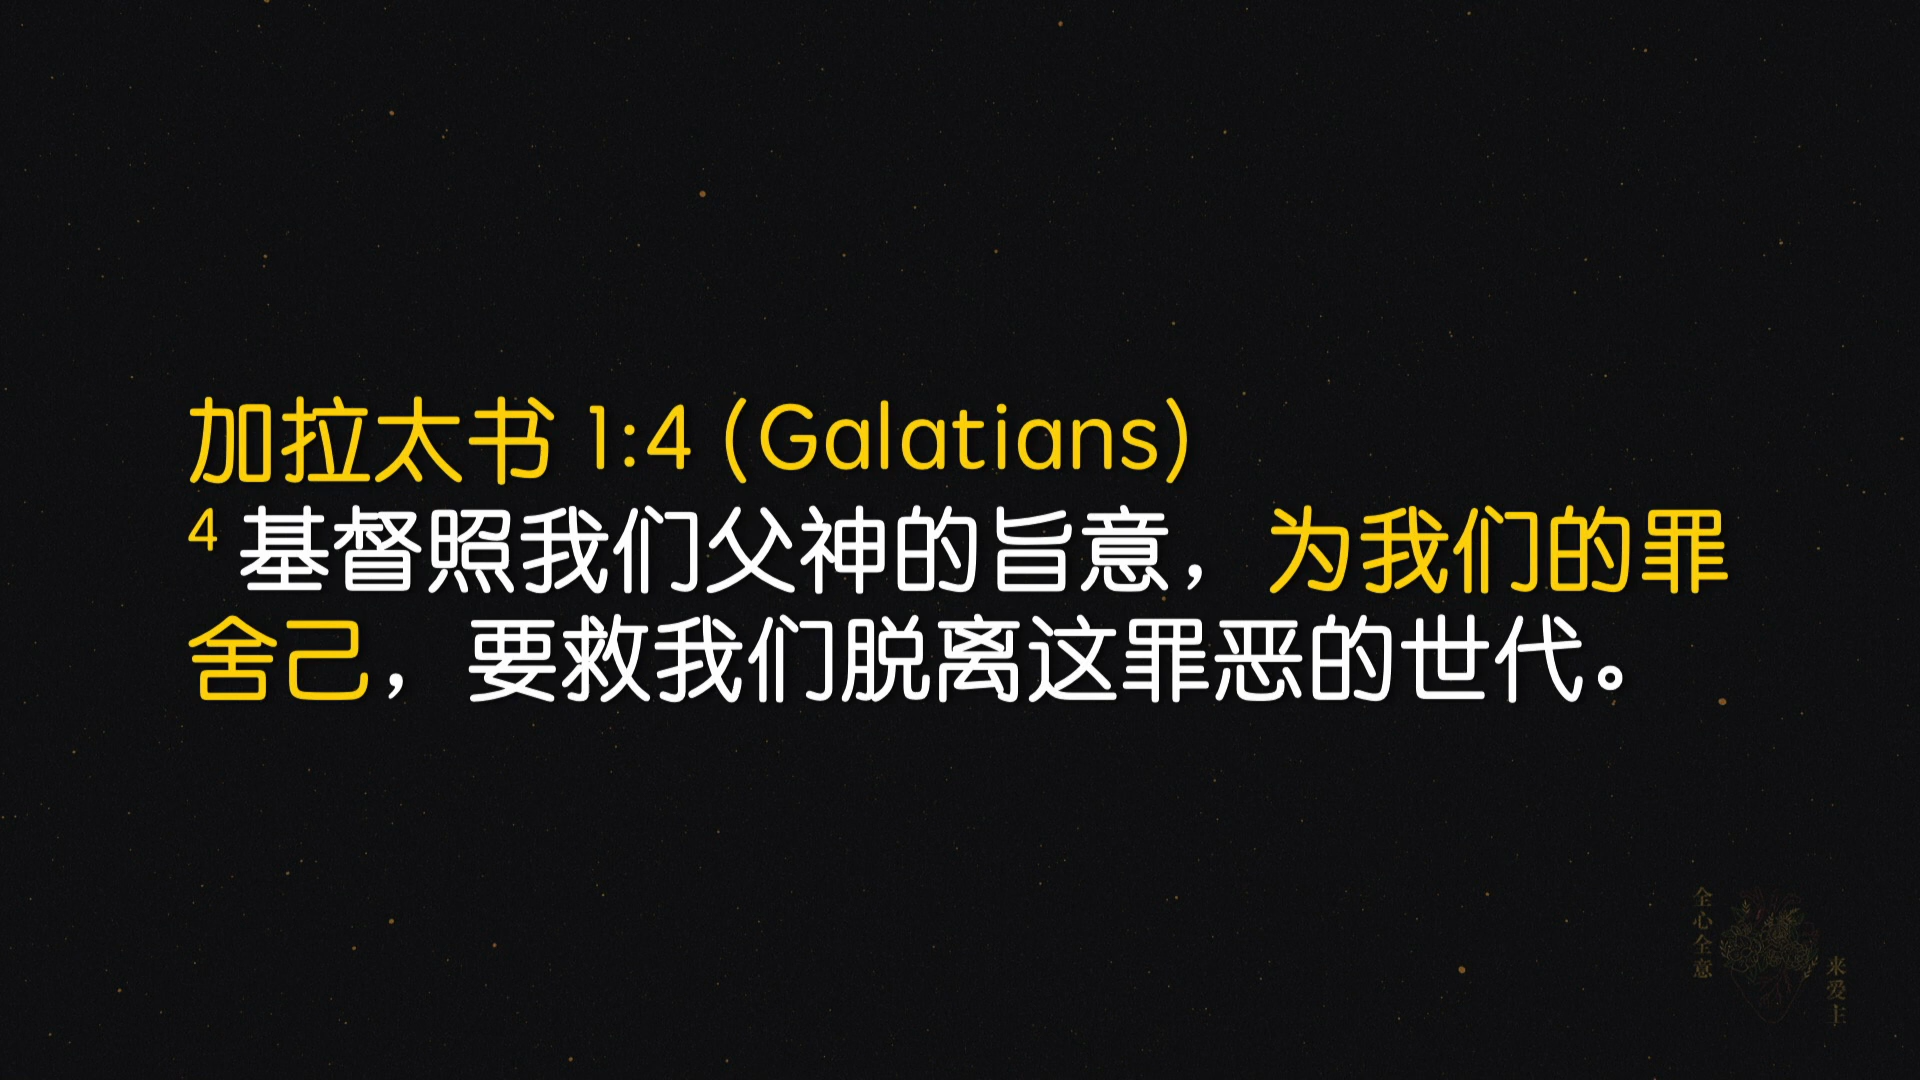 加拉太书 1:4 (Galatians)
4 基督照我们父神的旨意，为我们的罪
舍己，要救我们脱离这罪恶的世代。
全心全意
来爱主